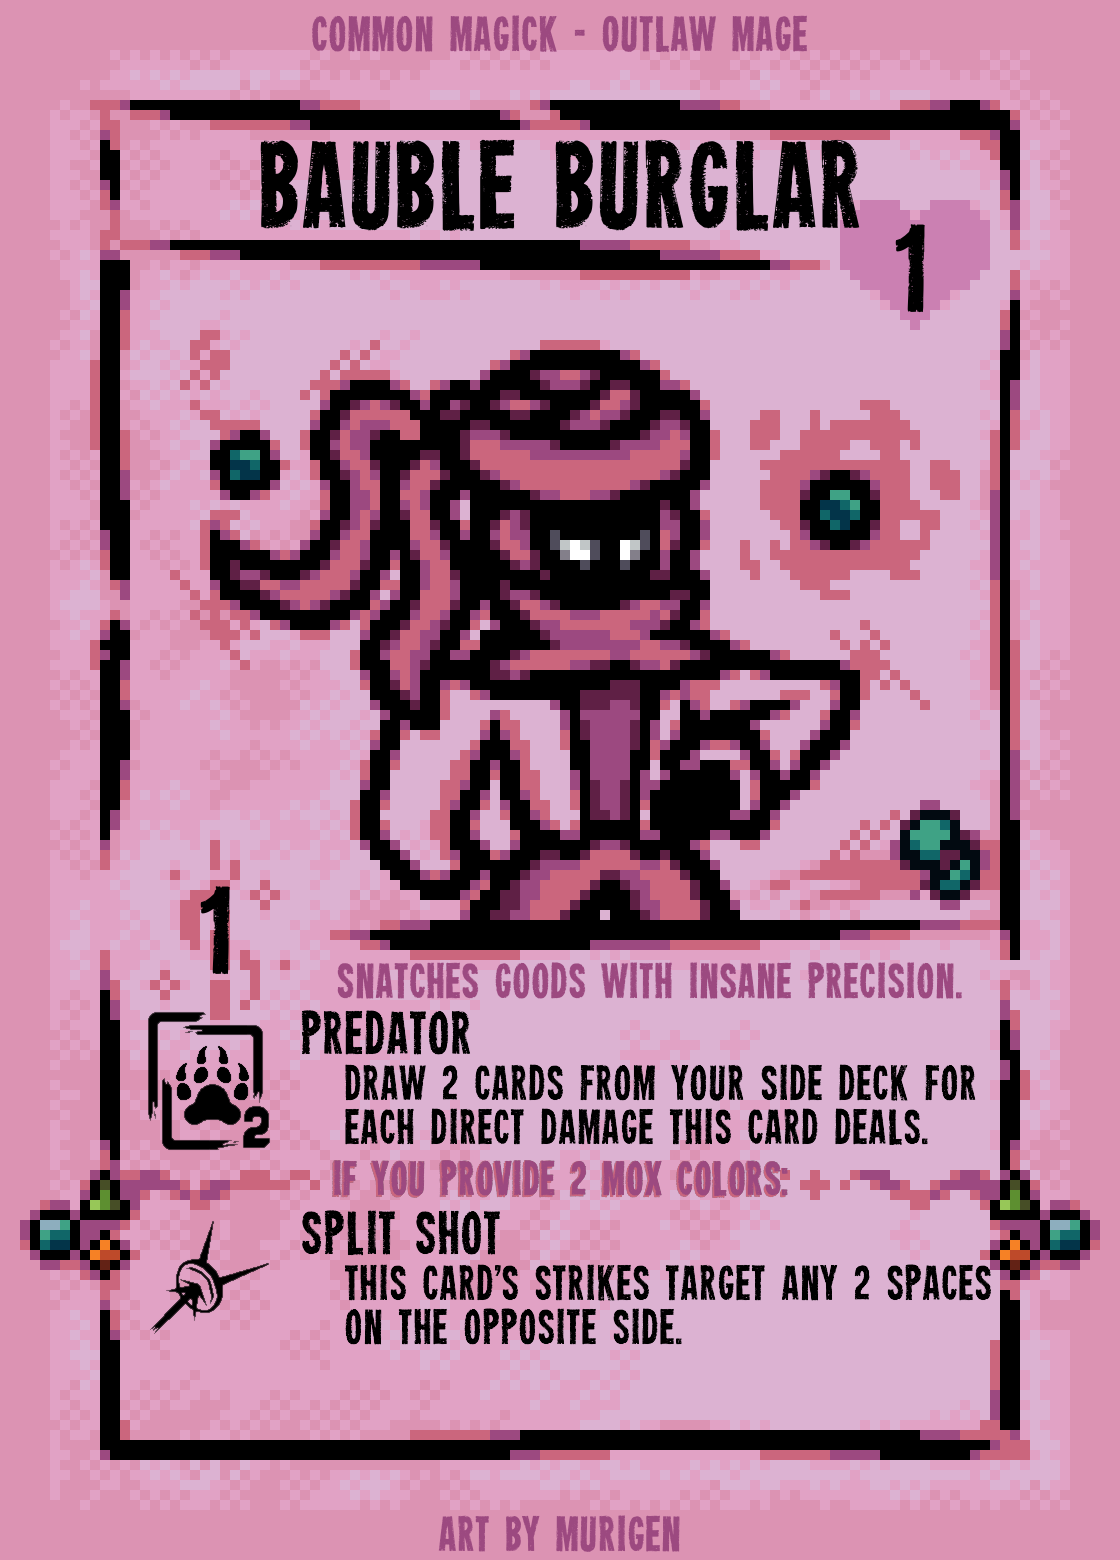 COMMON MAGICK - OUTLAW MAGE
BAUBLE BURGLAR
1
1
SNATCHES GOODS WITH INSANE PRECISION.
PREDATOR
DRAW 2 CARDS FROM YOUR SIDE DECK FOR
EACH DIRECT DAMAGE THIS CARD DEALS.
2
IF YOU PROVIDE 2 MOX COLORS:
SPLIT SHOT
THIS CARD'S STRIKES TARGET ANY 2 SPACES
ON THE OPPOSITE SIDE.
ART BY MURIGEN